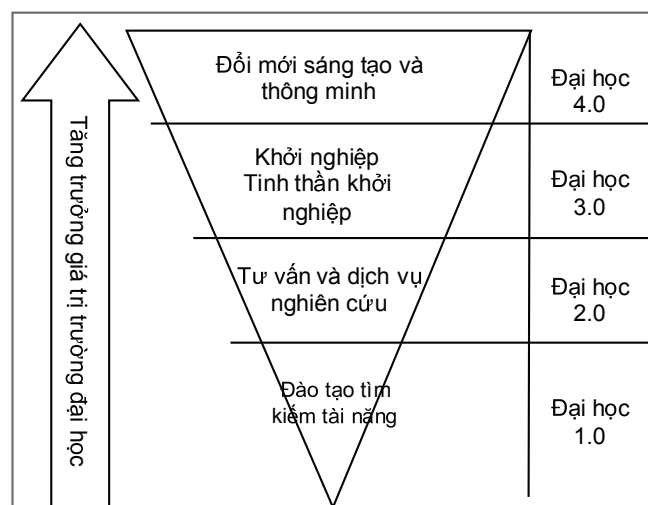 Tăng trưởng giá trị trường đại học
Đổi mới sáng tạo và
thông minh
Đại học
4.0
Khởi nghiệp
Tinh thần khởi
nghiệp
Đại học
3.0
Tư vấn và dịch vụ
nghiên cứu
Đại học
2.0
Đào tạo tìm
kiếm tài năng
Đại học
1.0